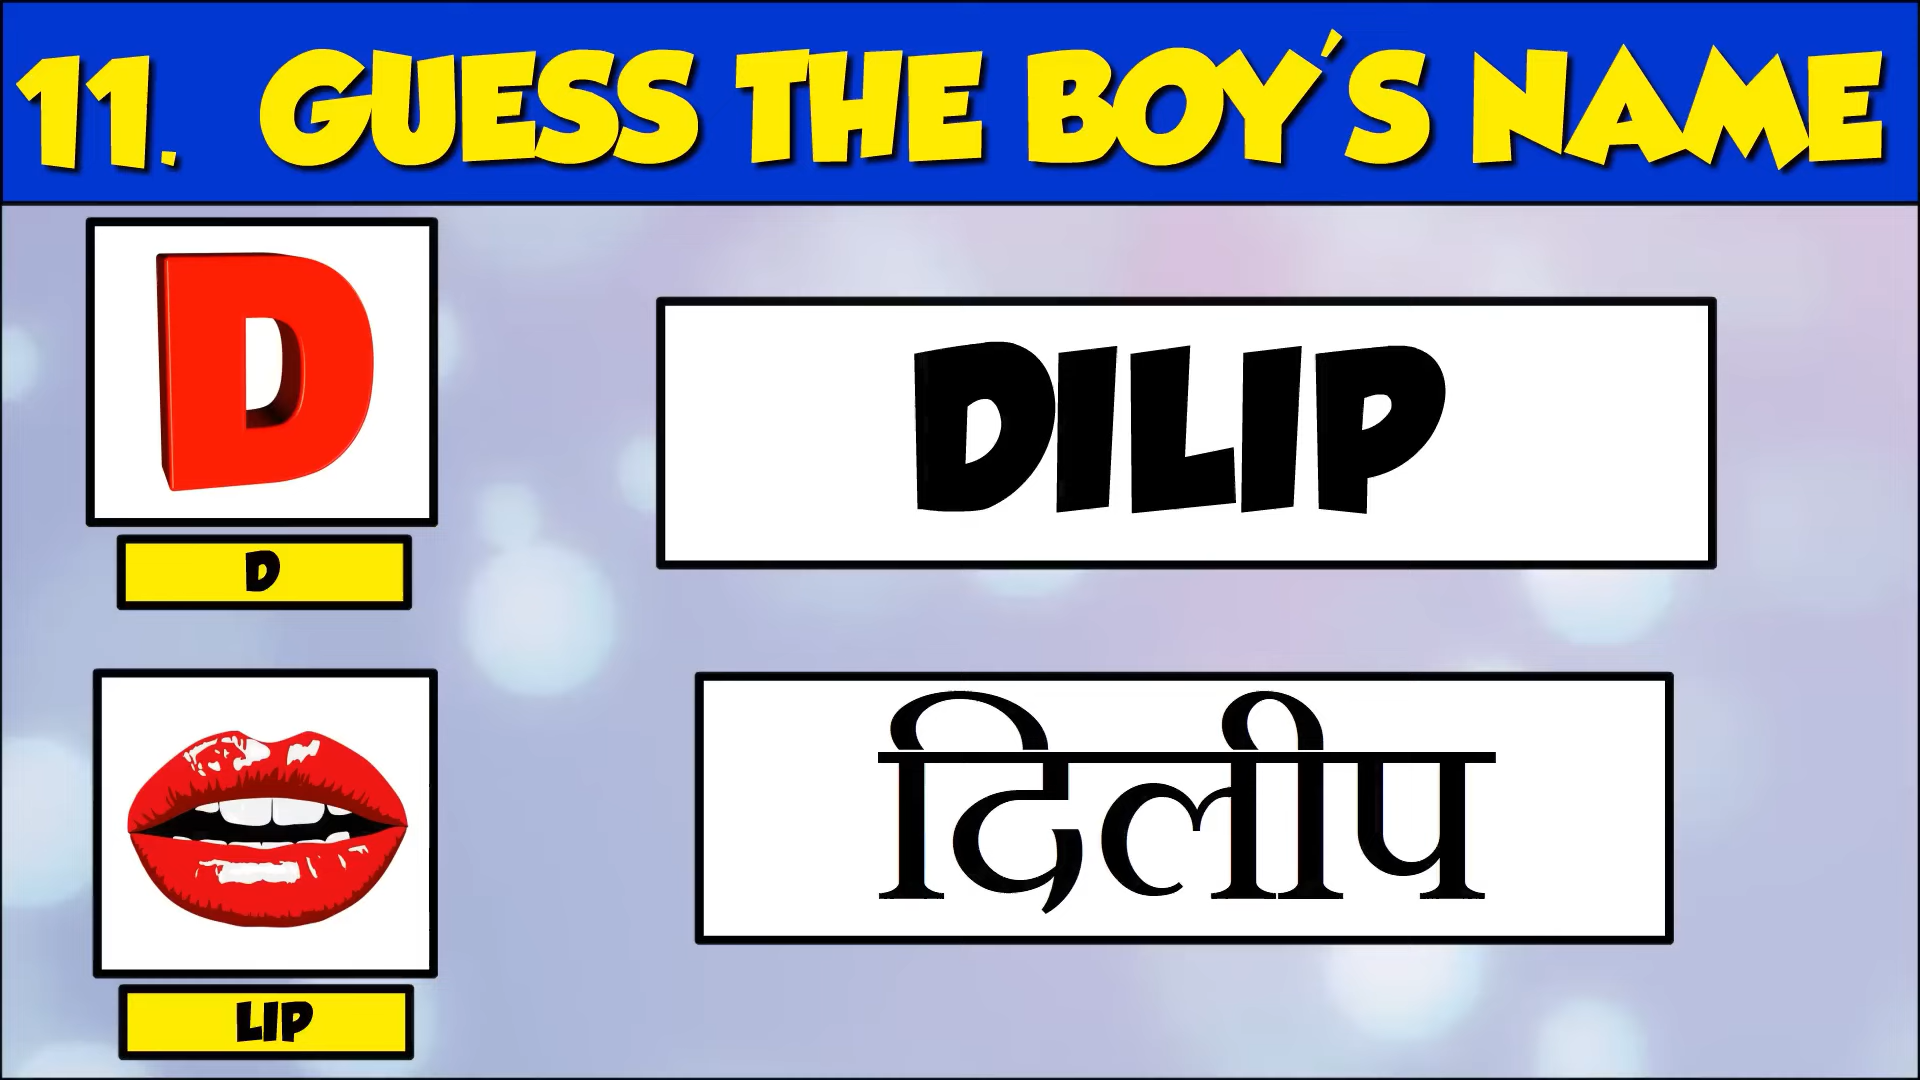 11. GUESS THE BOY'S NAME
D
D
DILIP
LIP
दिलीप